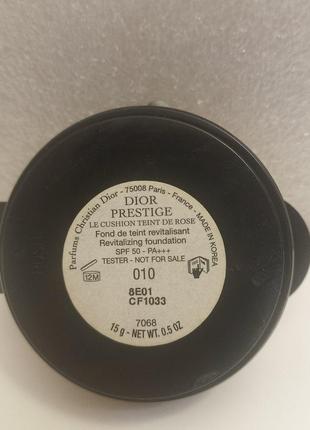 Parfums Christian Dior - 75008 Paris - France - MADE IN KOREA
DIOR
PRESTIGE
LE CUSHION TEINT DE ROSE
Fond de teint revitalisant
Revitalizing foundation
SPF 50 - PA+++
TESTER - NOT FOR SALE
12M
010
8E01
CF1033
7068
15 g - NET WT. 0.5 OZ